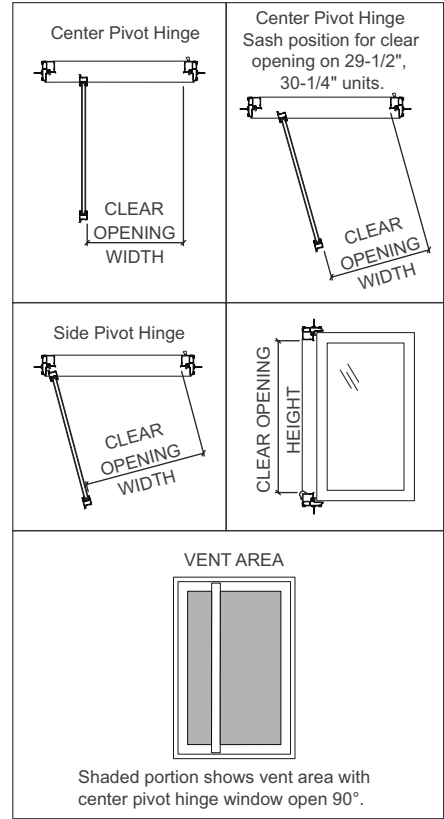 Center Pivot Hinge
CLEAR
OPENING
WIDTH
Center Pivot Hinge
Sash position for clear
opening on 29-1/2",
30-1/4" units.
CLEAR
OPENING
WIDTH
Side Pivot Hinge
CLEAR
OPENING
WIDTH
CLEAR OPENING
HEIGHT
VENT AREA
Shaded portion shows vent area with
center pivot hinge window open 90°.